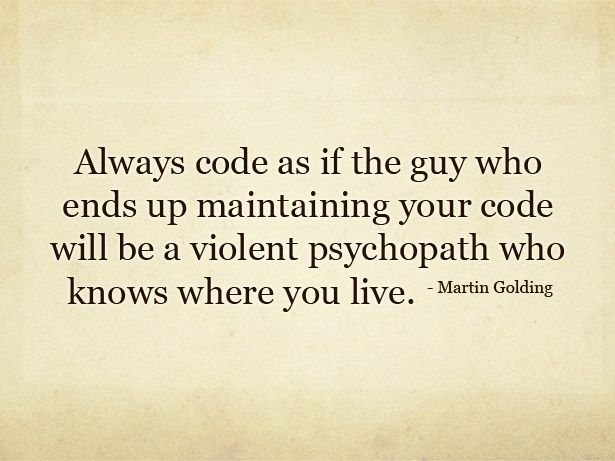 Always code as if the guy who
ends up maintaining your code
will be a violent psychopath who
knows where you live. - Martin Golding